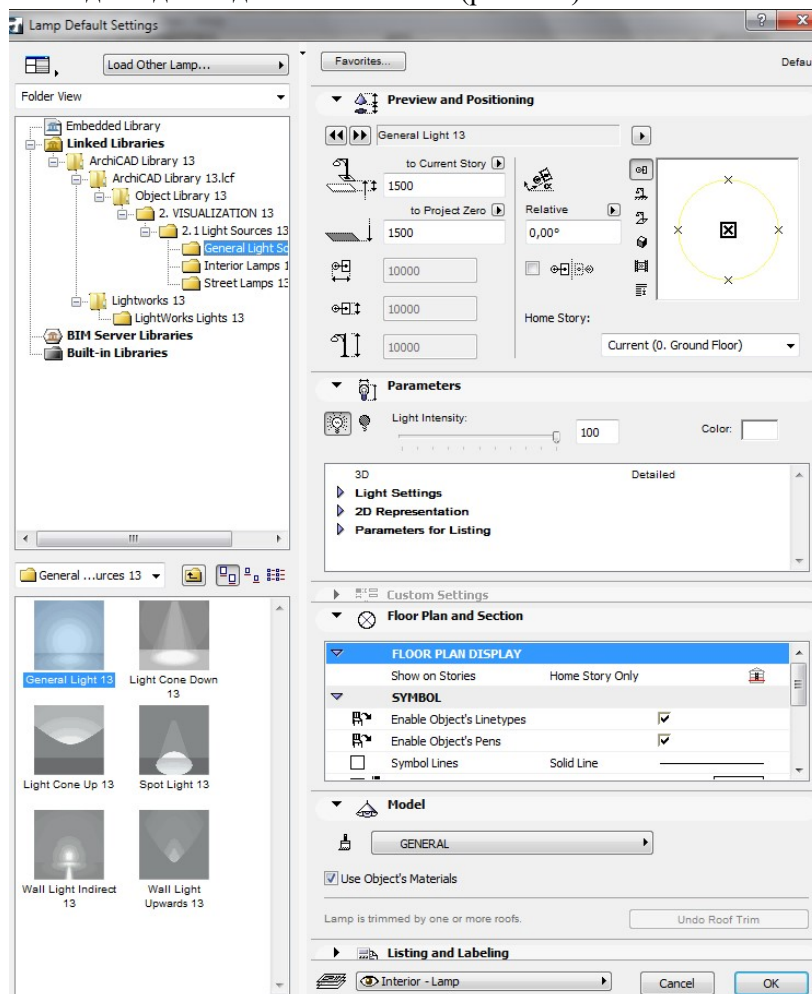 Lamp Default Settings
Load Other Lamp...
Folder View
Embedded Library
Linked Libraries
ArchiCAD Library 13
ArchiCAD Library 13.lcf
Object Library 13
2. VISUALIZATION 13
2.1 Light Sources 13
General Light So
Interior Lamps 1
Street Lamps 13
Lightworks 13
LightWorks Lights 13
BIM Server Libraries
Built-in Libraries
General ...urces 13
General Light 13
Light Cone Down
13
Light Cone Up 13
Spot Light 13
Wall Light Indirect
13
Wall Light
Upwards 13
Favorites...
Defau
Preview and Positioning
General Light 13
to Current Story
1500
to Project Zero
1500
10000
10000
10000
Relative
0,00°
Home Story:
Current (0. Ground Floor)
Parameters
Light Intensity:
100
Color:
3D Detailed
Light Settings
2D Representation
Parameters for Listing
Custom Settings
Floor Plan and Section
FLOOR PLAN DISPLAY
Show on Stories Home Story Only
SYMBOL
Enable Object's Linetypes
Enable Object's Pens
Symbol Lines Solid Line
Model
GENERAL
Use Object's Materials
Lamp is trimmed by one or more roofs.
Undo Roof Trim
Listing and Labeling
Interior - Lamp
Cancel
OK